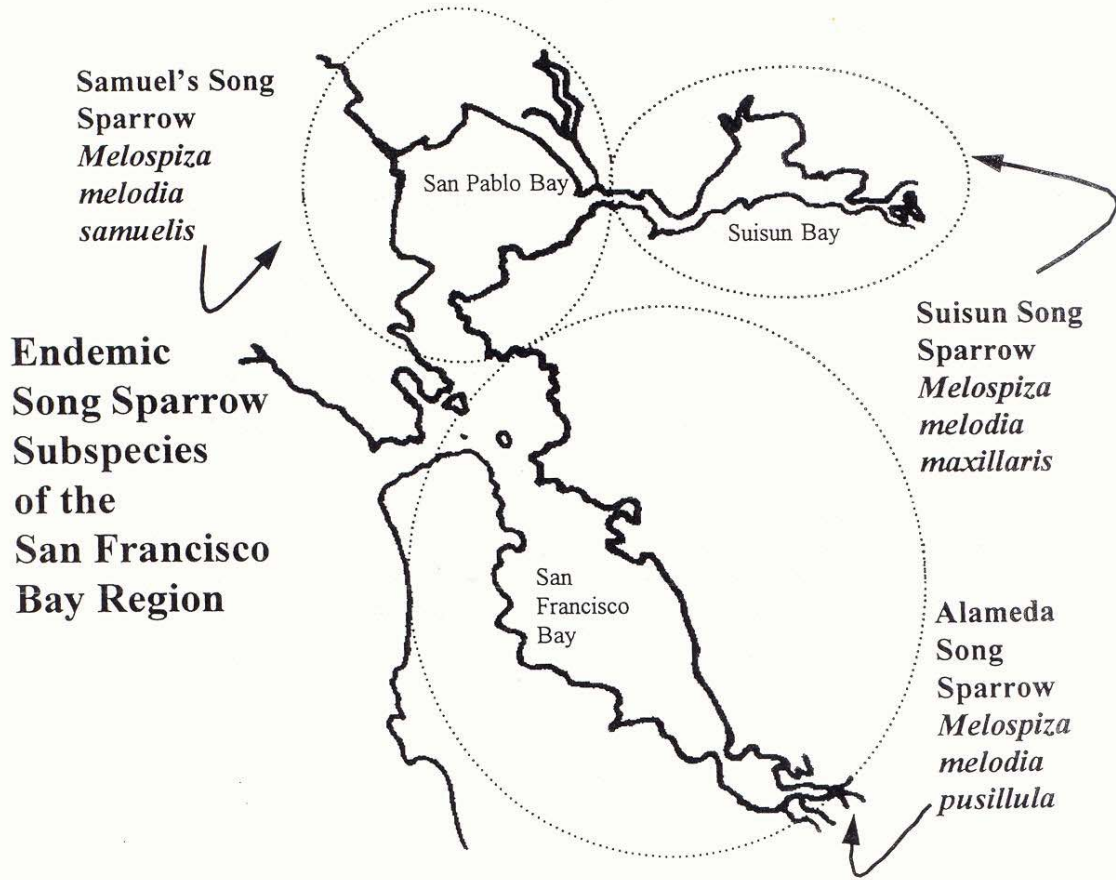 Samuel's Song
Sparrow
Melospiza
melodia
samuelis
San Pablo Bay
Suisun Bay
Endemic
Song Sparrow
Subspecies
of the
San Francisco
Bay Region
Suisun Song
Sparrow
Melospiza
melodia
maxillaris
San
Francisco
Bay
Alameda
Song
Sparrow
Melospiza
melodia
pusillula